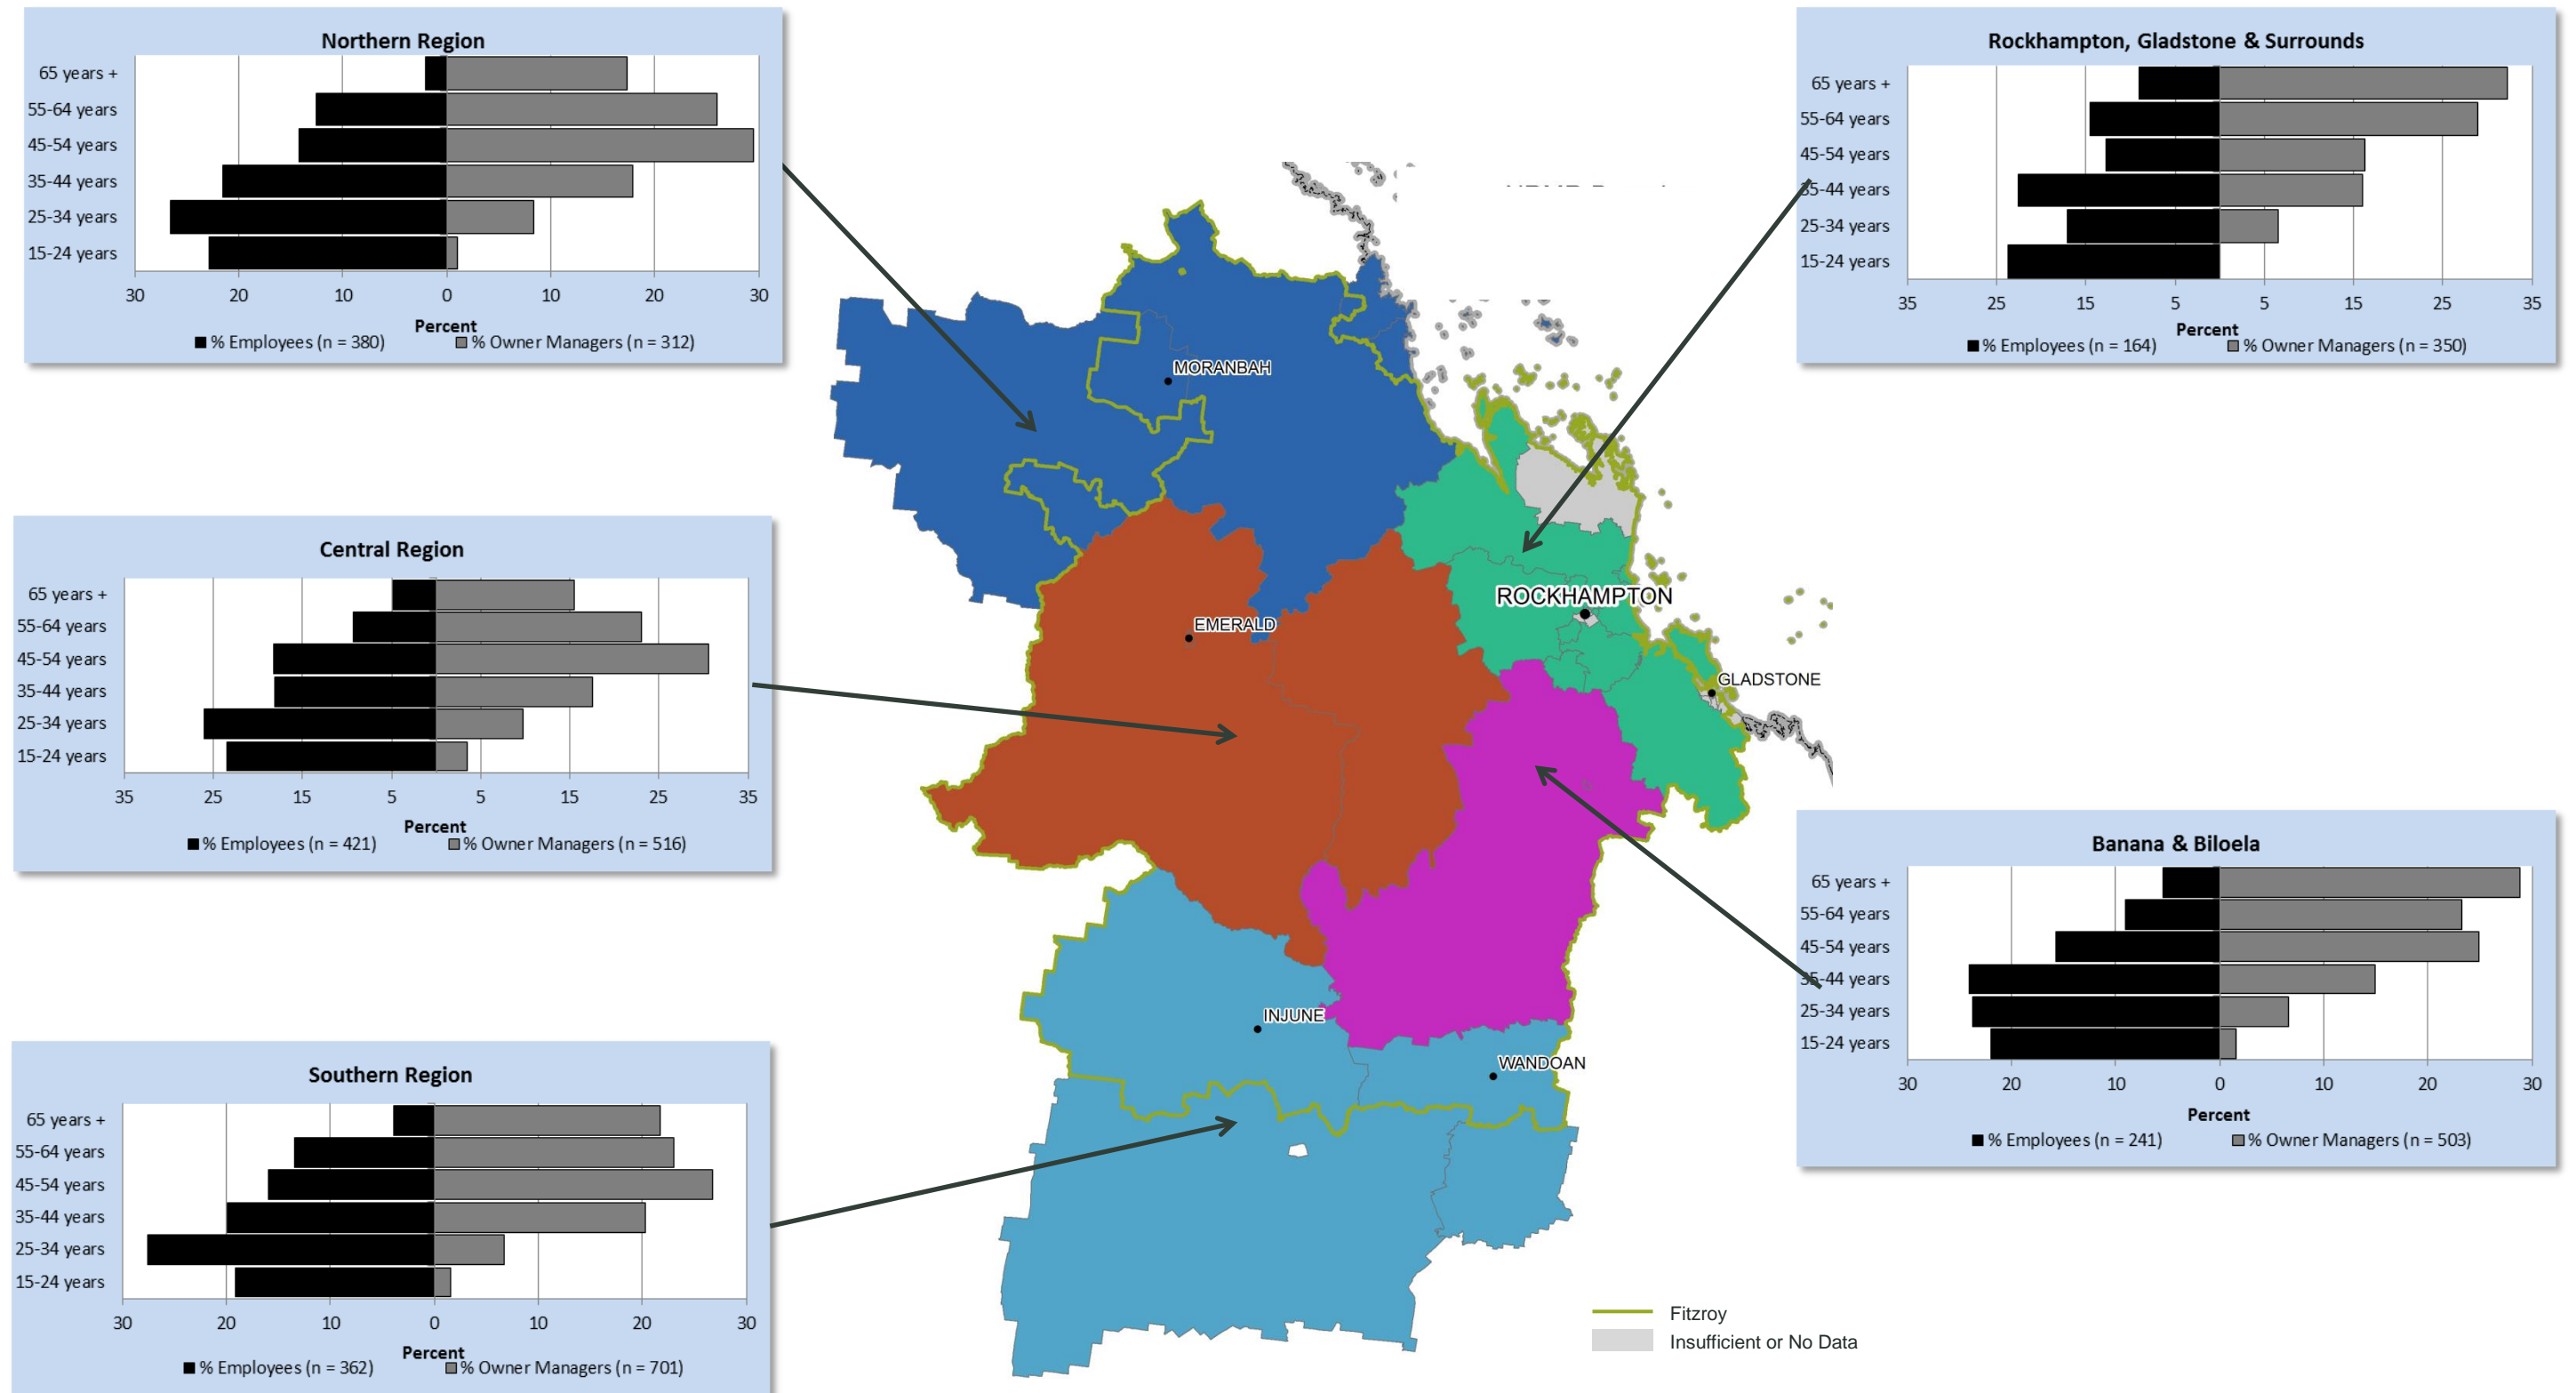 Northern Region
65 years +
55-64 years
45-54 years
35-44 years
25-34 years
15-24 years
30 20 10 0 10 20 30
Percent
% Employees (n = 380) % Owner Managers (n = 312)
Rockhampton, Gladstone & Surrounds
65 years +
55-64 years
45-54 years
35-44 years
25-34 years
15-24 years
35 25 15 5 5 15 25 35
Percent
% Employees (n = 164) % Owner Managers (n = 350)
Central Region
65 years +
55-64 years
45-54 years
35-44 years
25-34 years
15-24 years
35 25 15 5 5 15 25 35
Percent
% Employees (n = 421) % Owner Managers (n = 516)
MORANBAH
EMERALD
ROCKHAMPTON
GLADSTONE
INJUNE
WANDOAN
Banana & Biloela
65 years +
55-64 years
45-54 years
35-44 years
25-34 years
15-24 years
30 20 10 0 10 20 30
Percent
% Employees (n = 241) % Owner Managers (n = 503)
Southern Region
65 years +
55-64 years
45-54 years
35-44 years
25-34 years
15-24 years
30 20 10 0 10 20 30
Percent
% Employees (n = 362) % Owner Managers (n = 701)
Fitzroy
Insufficient or No Data